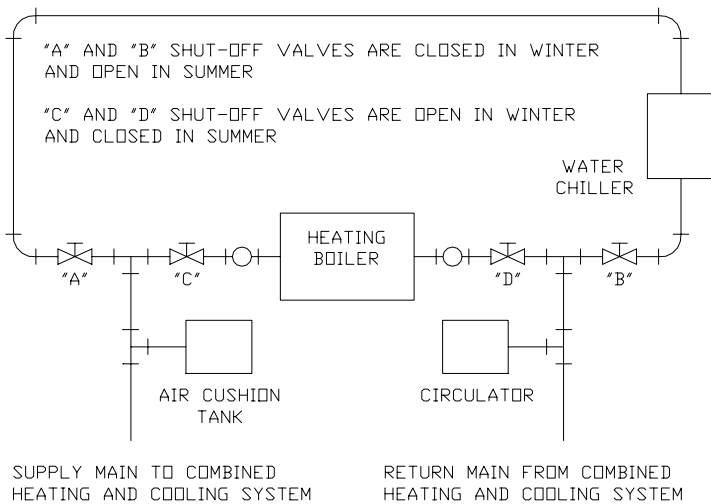 "A" AND "B" SHUT-OFF VALVES ARE CLOSED IN WINTER
AND OPEN IN SUMMER
"C" AND "D" SHUT-OFF VALVES ARE OPEN IN WINTER
AND CLOSED IN SUMMER
WATER
CHILLER
HEATING
BOILER
"A"
"C"
"D"
"B"
AIR CUSHION
TANK
CIRCULATOR
SUPPLY MAIN TO COMBINED
HEATING AND COOLING SYSTEM
RETURN MAIN FROM COMBINED
HEATING AND COOLING SYSTEM